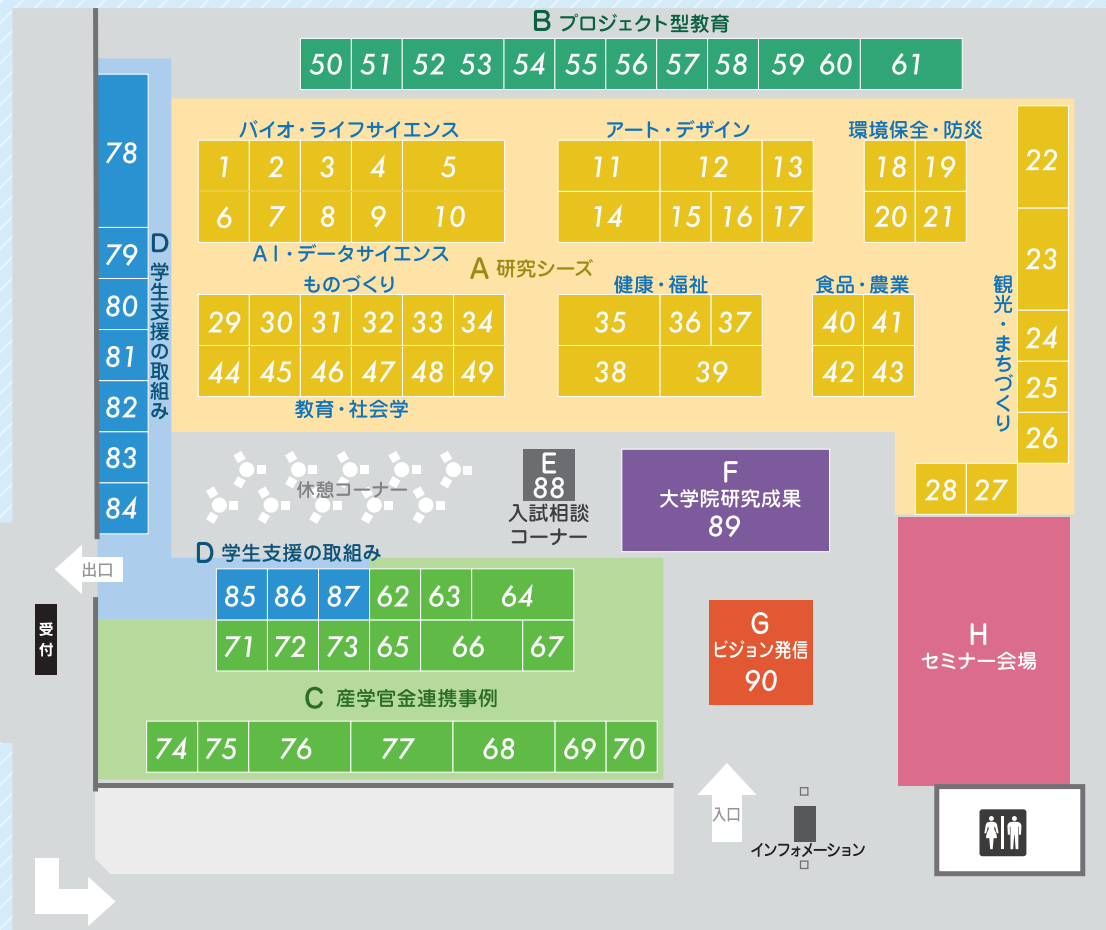 B プロジェクト型教育
50 51 52 53 54 55 56 57 58 59 60 61
バイオ・ライフサイエンス
1 2 3 4 5
6 7 8 9 10
AI・データサイエンス
アート・デザイン
11 12 13
14 15 16 17
環境保全・防災
18 19
20 21
22
23
24
25
26
28 27
観光・まちづくり
A 研究シーズ
ものづくり
29 30 31 32 33 34
44 45 46 47 48 49
教育・社会学
健康・福祉
35 36 37
38 39
食品・農業
40 41
42 43
78
79
80
81
82
83
84
D 学生支援の取組み
休憩コーナー
E
88
入試相談
コーナー
F
大学院研究成果
89
D 学生支援の取組み
85 86 87 62 63 64
71 72 73 65 66 67
C 産学官金連携事例
74 75 76 77 68 69 70
G
ビジョン発信
90
H
セミナー会場
出口
受付
入口
インフォメーション